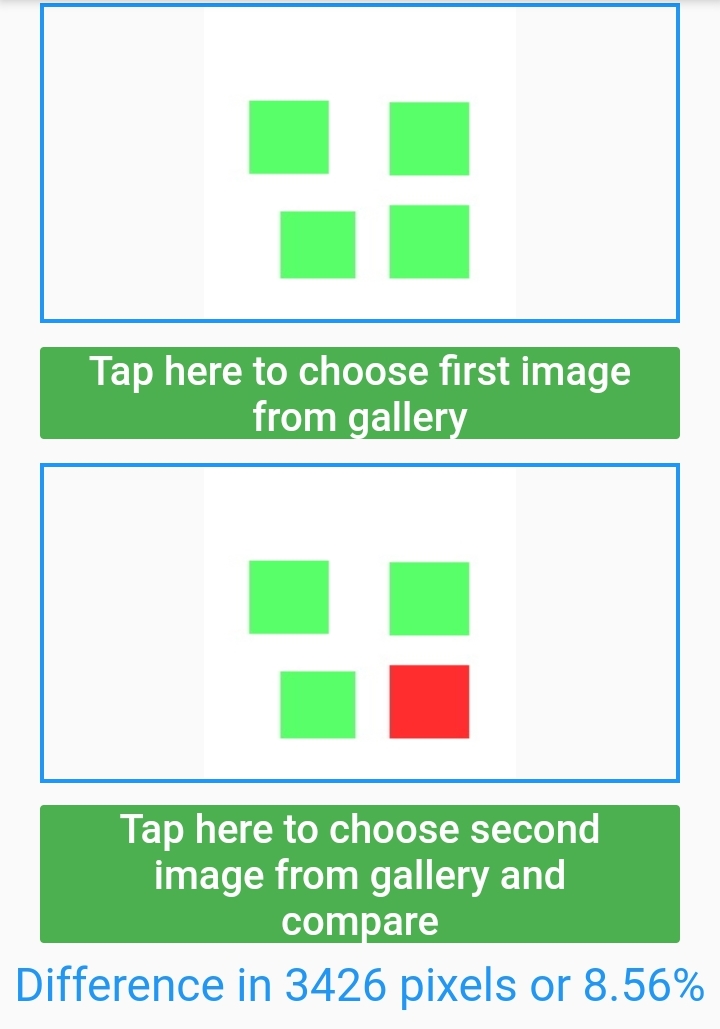 Tap here to choose first image
from gallery
Tap here to choose second
image from gallery and
compare
Difference in 3426 pixels or 8.56%